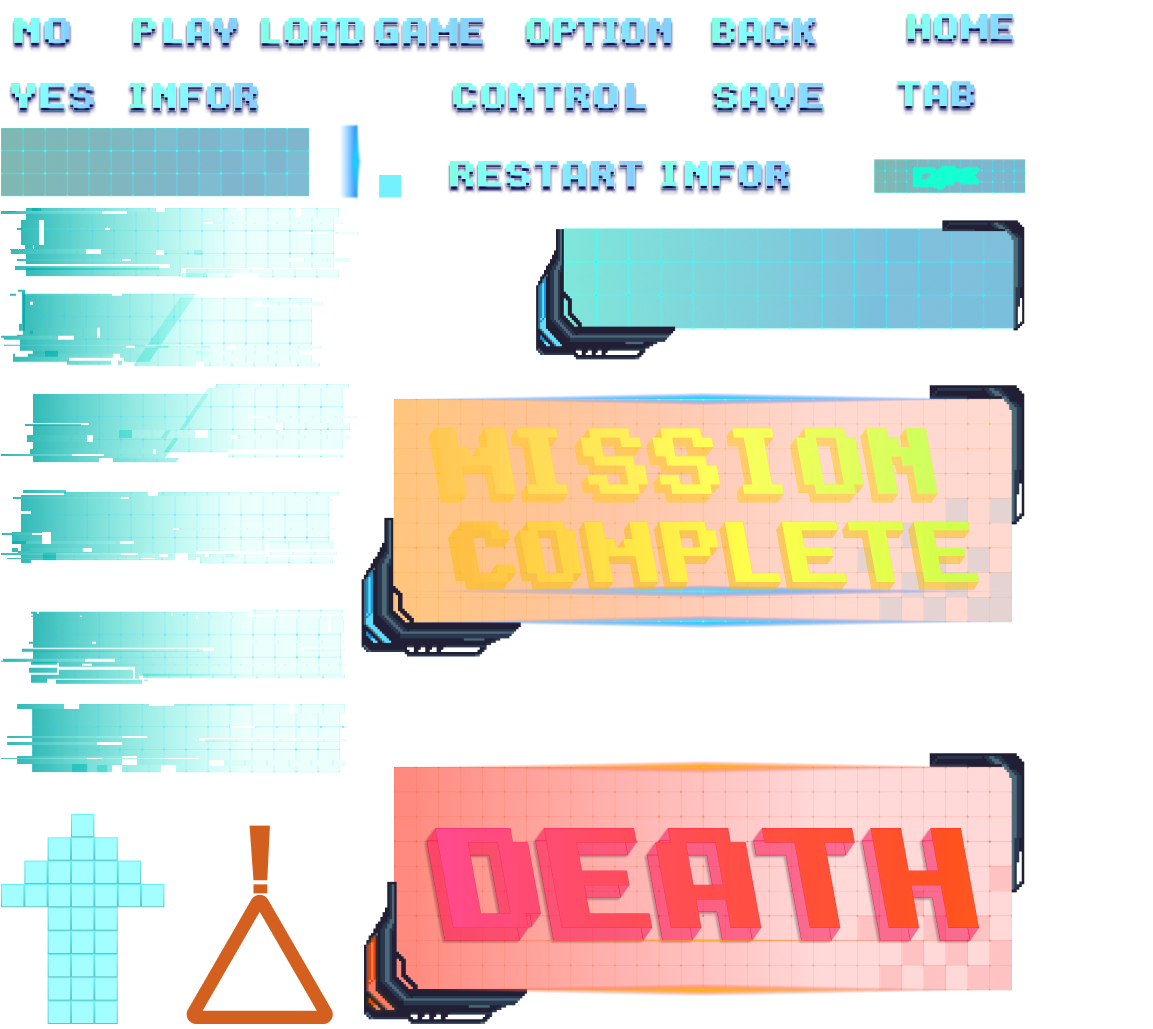 NO PLAY LOAD GAME OPTION BACK HOME
YES INFOR CONTROL SAVE TAB
RESTART INFOR
MISSION
COMPLETE
DEATH